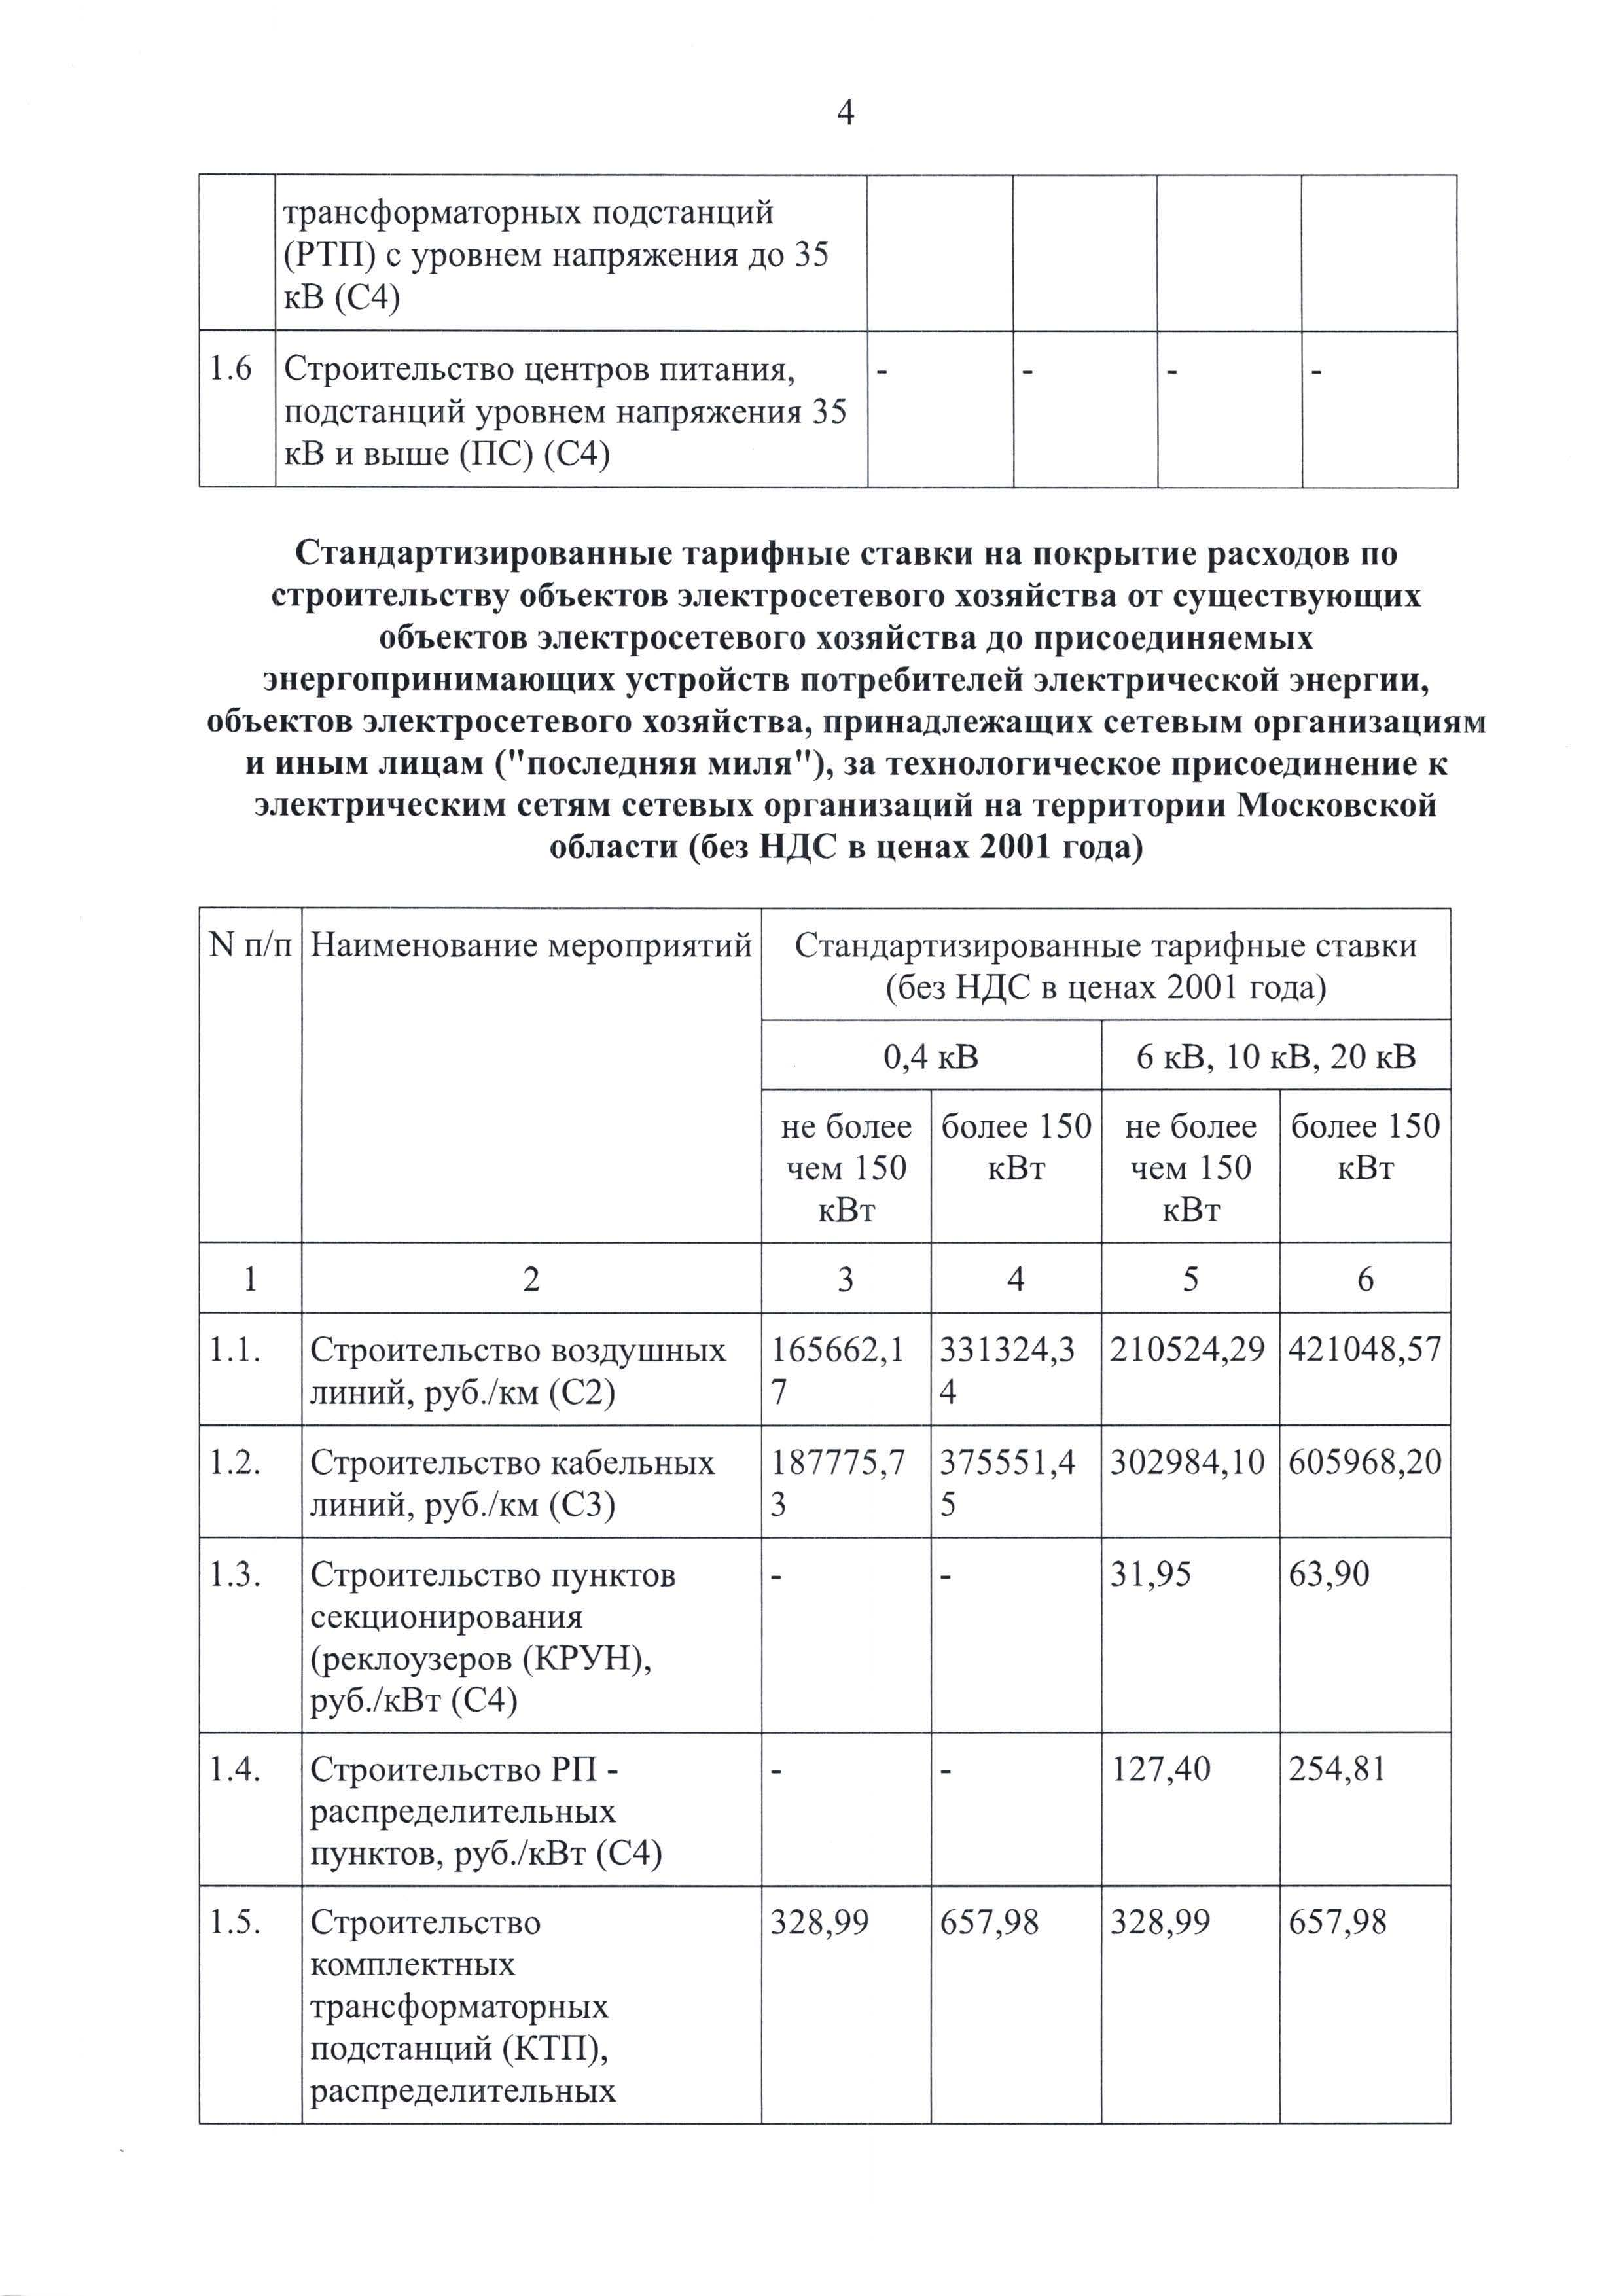 4
трансформаторных подстанций
(РТП) с уровнем напряжения до 35
кВ (С4)
1.6 Строительство центров питания, - - - -
подстанций уровнем напряжения 35
кВ и выше (ПС) (С4)
Стандартизированные тарифные ставки на покрытие расходов по
строительству объектов электросетевого хозяйства от существующих
объектов электросетевого хозяйства до присоединяемых
энергопринимающих устройств потребителей электрической энергии,
объектов электросетевого хозяйства, принадлежащих сетевым организациям
и иным лицам ("последняя миля"), за технологическое присоединение к
электрическим сетям сетевых организаций на территории Московской
области (без НДС в ценах 2001 года)
N п/п Наименование мероприятий Стандартизированные тарифные ставки
(без НДС в ценах 2001 года)
0,4 кВ 6 кВ, 10 кВ, 20 кВ
не более более 150 не более более 150
чем 150 кВт чем 150 кВт
кВт кВт
1 2 3 4 5 6
1.1. Строительство воздушных 165662,1 331324,3 210524,29 421048,57
линий, руб./км (С2) 7 4
1.2. Строительство кабельных 187775,7 375551,4 302984,10 605968,20
линий, руб./км (С3) 3 5
1.3. Строительство пунктов - - 31,95 63,90
секционирования
(реклоузеров (КРУН),
руб./кВт (С4)
1.4. Строительство РП - - - 127,40 254,81
распределительных
пунктов, руб./кВт (С4)
1.5. Строительство 328,99 657,98 328,99 657,98
комплектных
трансформаторных
подстанций (КТП),
распределительных